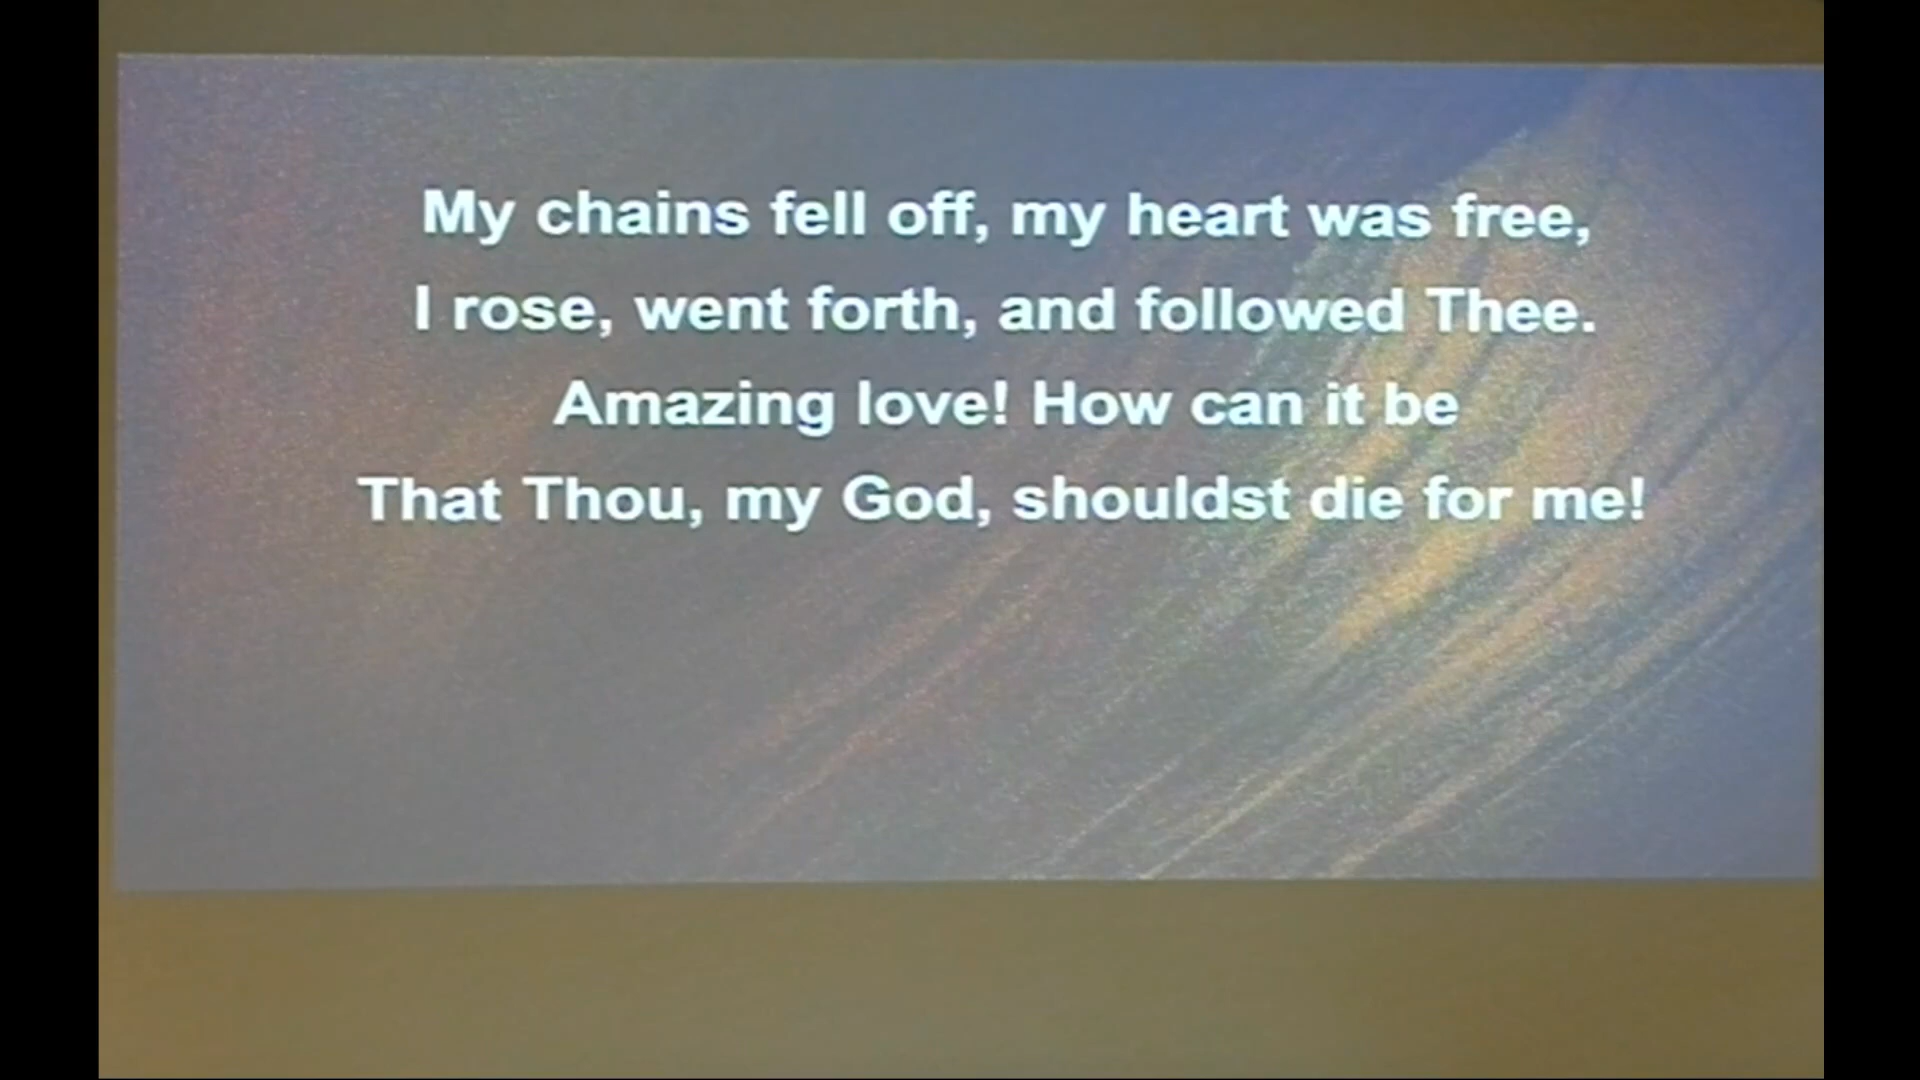 My chains fell off, my heart was free,
I rose, went forth, and followed Thee.
Amazing love! How can it be
That Thou, my God, shouldst die for me!